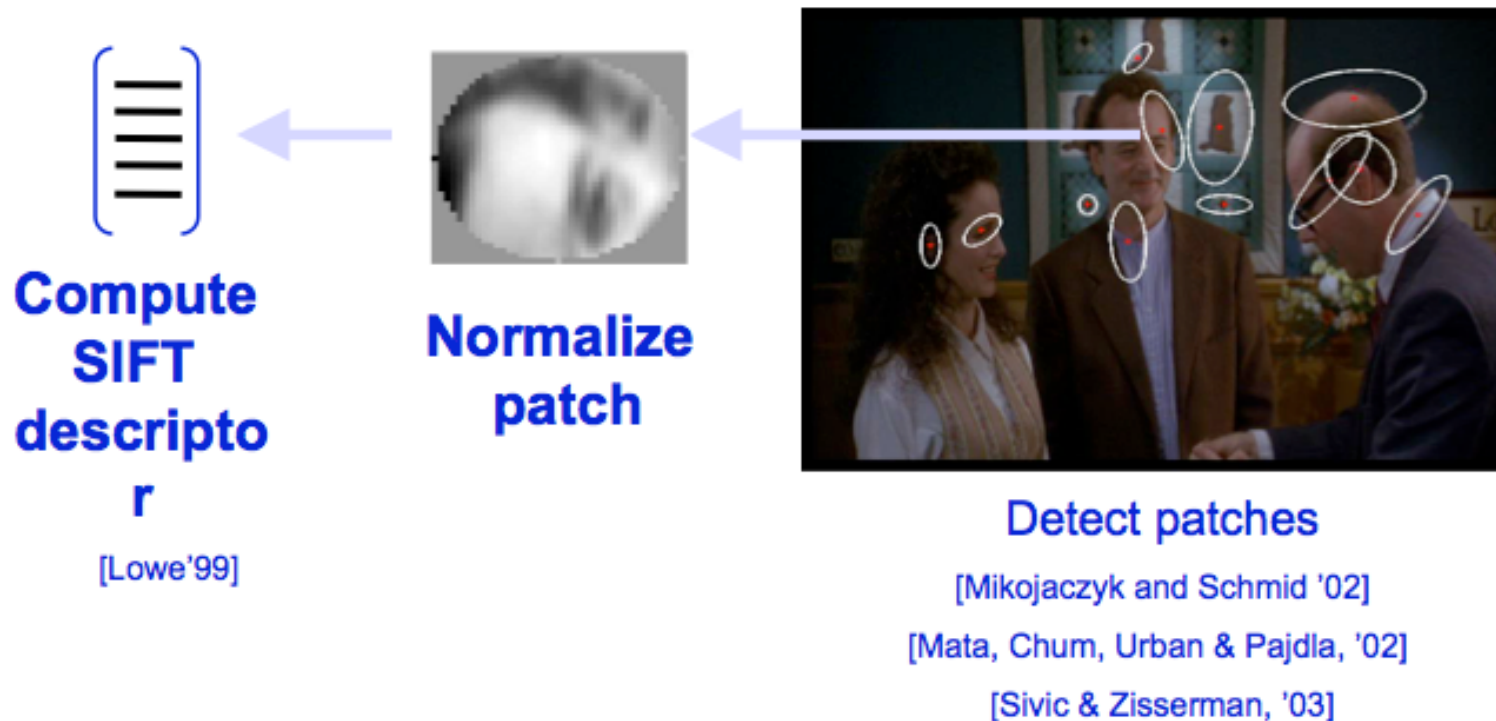 Compute
SIFT
descripto
r
[Lowe'99]
Normalize
patch
Detect patches
[Mikojaczyk and Schmid '02]
[Mata, Chum, Urban & Pajdla, '02]
[Sivic & Zisserman, '03]